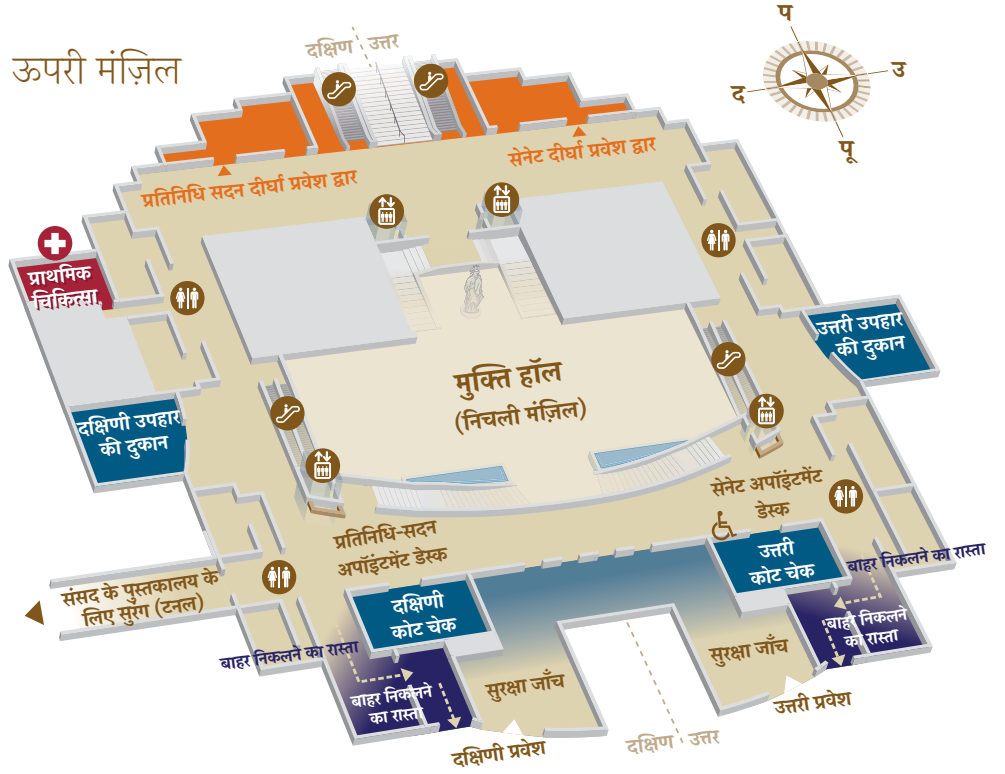 ऊपरी मंज़िल
दक्षिण
उत्तर
प
उ
द
पू
प्रतिनिधि सदन दीर्घा प्रवेश द्वार
सेनेट दीर्घा प्रवेश द्वार
प्राथमिक
चिकित्सा
उत्तरी उपहार
की दुकान
मुक्ति हॉल
(निचली मंज़िल)
दक्षिणी उपहार
की दुकान
सेनेट अपॉइंटमेंट
डेस्क
प्रतिनिधि-सदन
अपॉइंटमेंट डेस्क
उत्तरी
कोट चेक
बाहर निकलने का रास्ता
संसद के पुस्तकालय के
लिए सुरंग (टनल)
दक्षिणी
कोट चेक
बाहर निकलने
का रास्ता
बाहर निकलने का रास्ता
सुरक्षा जाँच
बाहर निकलने
का रास्ता
सुरक्षा जाँच
उत्तरी प्रवेश
दक्षिणी प्रवेश
दक्षिण
उत्तर